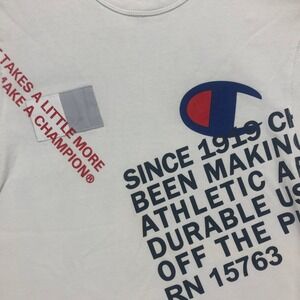 TAKES A LITTLE MORE
MAKE A CHAMPION®
SINCE 1919 CH
BEEN MAKING
ATHLETIC A
DURABLE US
OFF THE P
RN 15763